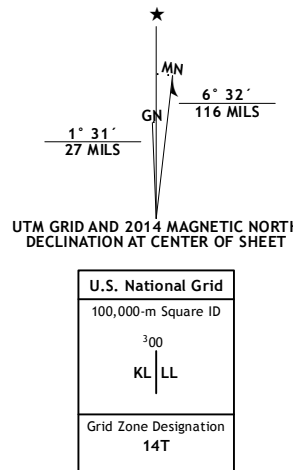 ★
MN
GN
6° 32´
116 MILS
1° 31´
27 MILS
UTM GRID AND 2014 MAGNETIC NORTH
DECLINATION AT CENTER OF SHEET
U.S. National Grid
100,000-m Square ID
³00
KL LL
Grid Zone Designation
14T